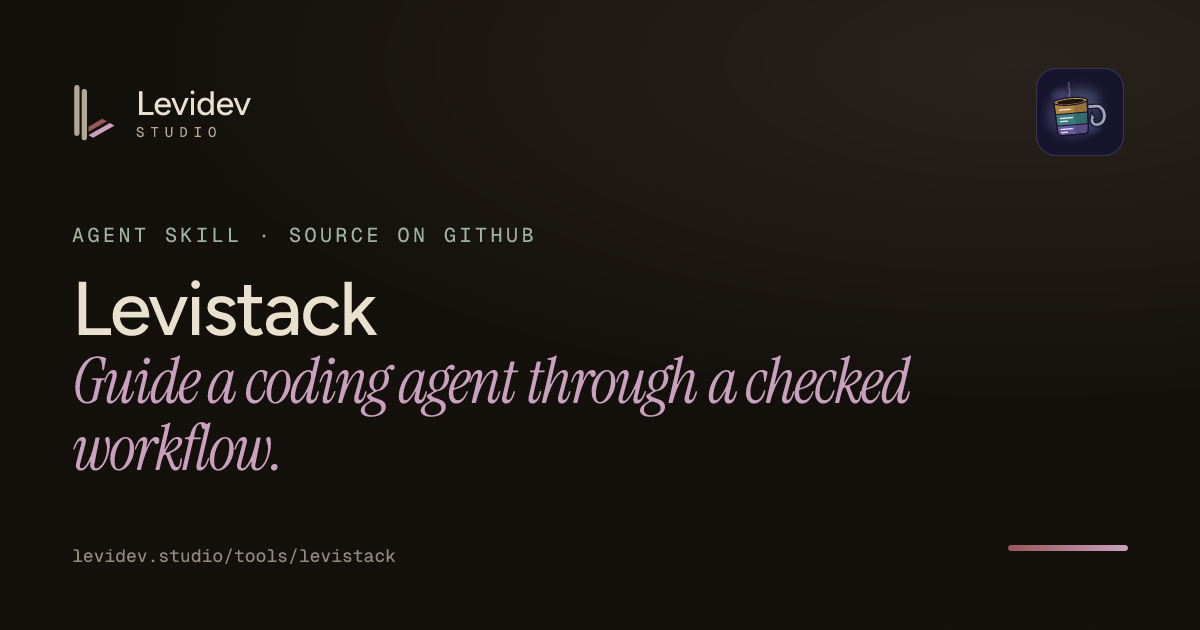 Levidev
STUDIO
AGENT SKILL · SOURCE ON GITHUB
Levistack
Guide a coding agent through a checked
workflow.
levidev.studio/tools/levistack